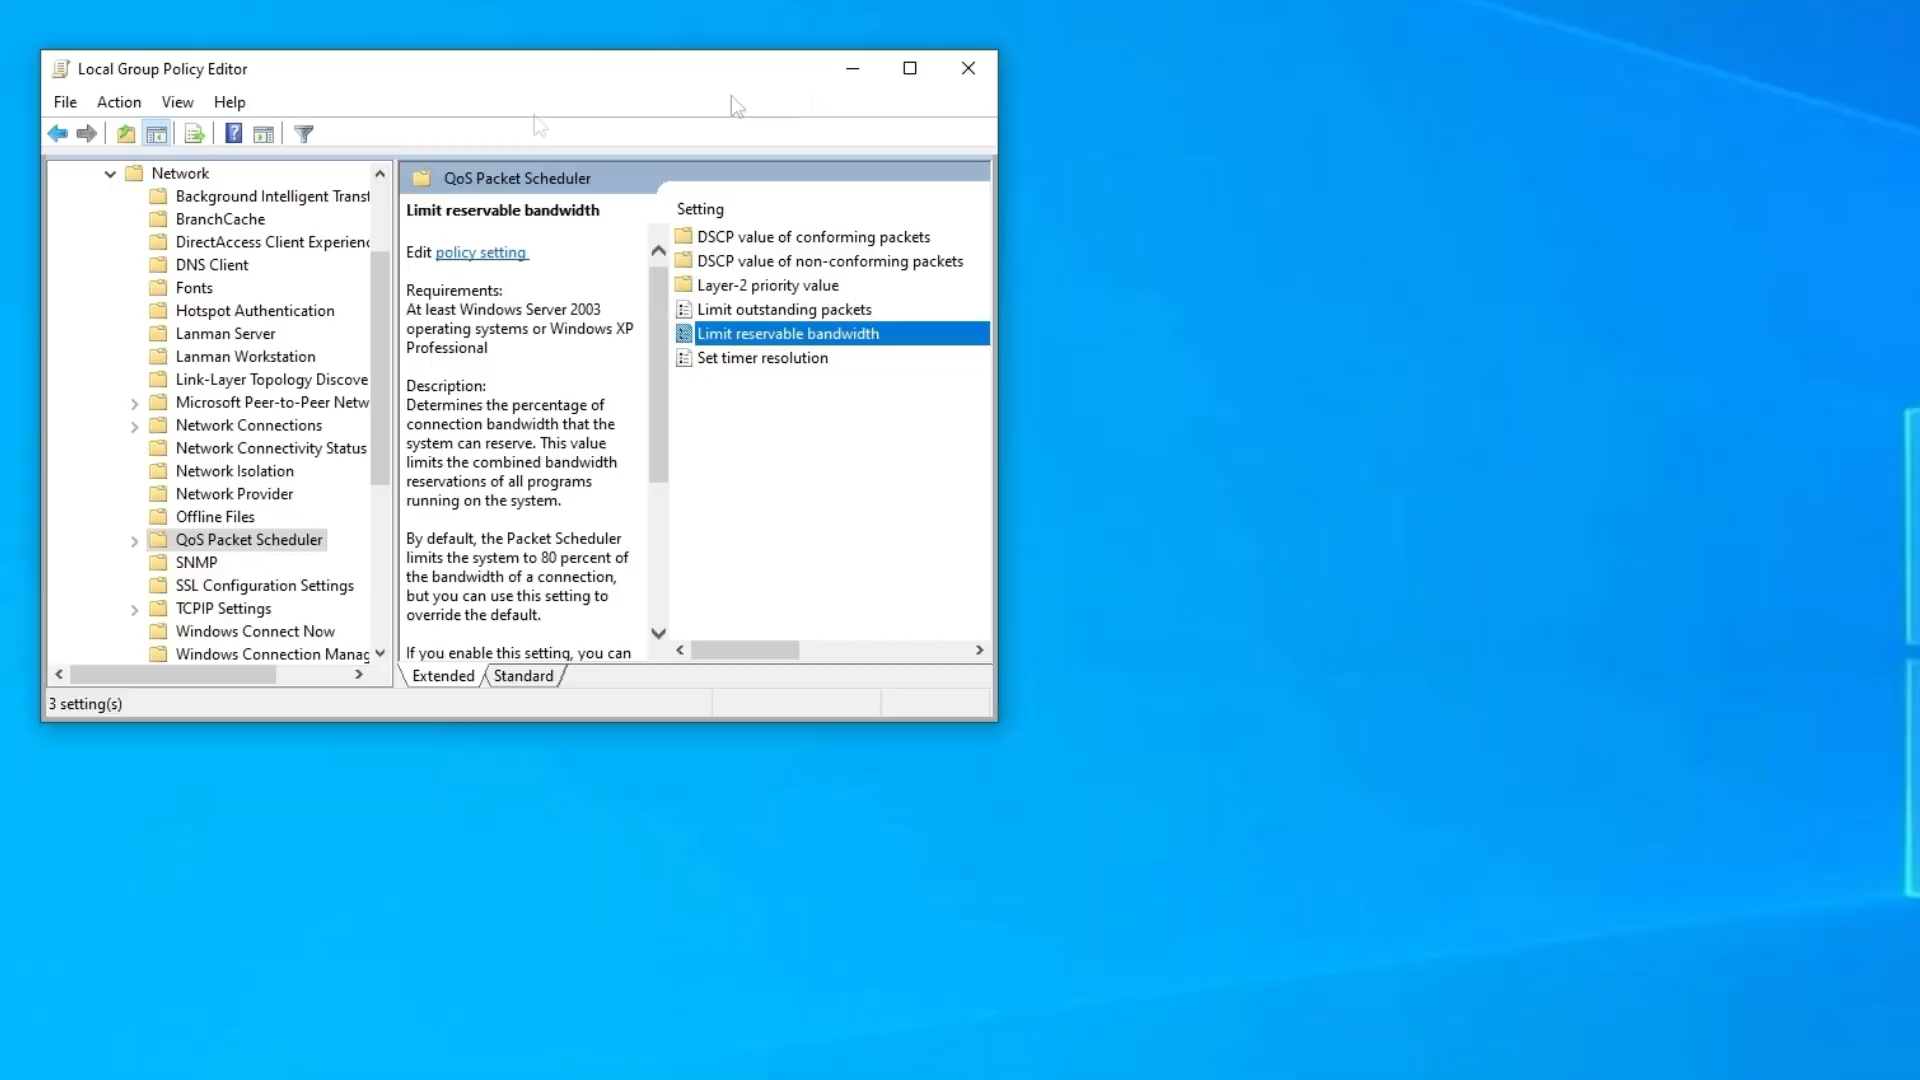 Local Group Policy Editor
File Action View Help
Network
Background Intelligent Transf
BranchCache
DirectAccess Client Experienc
DNS Client
Fonts
Hotspot Authentication
Lanman Server
Lanman Workstation
Link-Layer Topology Discove
Microsoft Peer-to-Peer Netw
Network Connections
Network Connectivity Status
Network Isolation
Network Provider
Offline Files
QoS Packet Scheduler
SNMP
SSL Configuration Settings
TCPIP Settings
Windows Connect Now
Windows Connection Manag
QoS Packet Scheduler
Limit reservable bandwidth
Edit policy setting
Requirements:
At least Windows Server 2003
operating systems or Windows XP
Professional
Description:
Determines the percentage of
connection bandwidth that the
system can reserve. This value
limits the combined bandwidth
reservations of all programs
running on the system.
By default, the Packet Scheduler
limits the system to 80 percent of
the bandwidth of a connection,
but you can use this setting to
override the default.
If you enable this setting, you can
Setting
DSCP value of conforming packets
DSCP value of non-conforming packets
Layer-2 priority value
Limit outstanding packets
Limit reservable bandwidth
Set timer resolution
Extended Standard
3 setting(s)